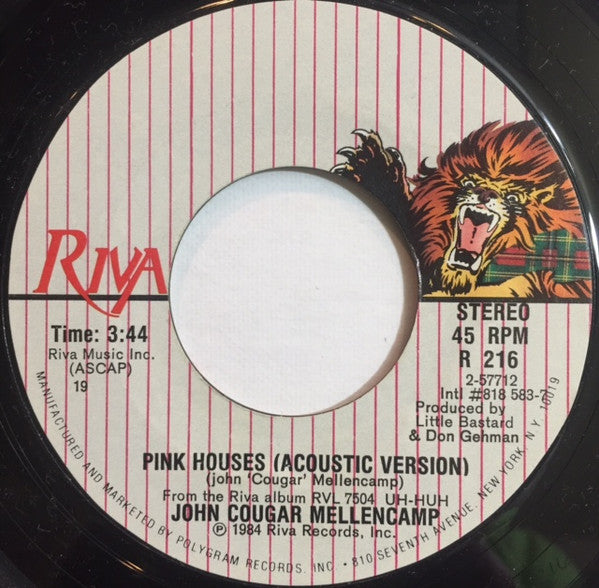 RIVA
STEREO
45 RPM
R 216
2-57712
Intl #818 583-7
Produced by
Little Bastard
& Don Gehman
Time: 3:44
Riva Music Inc.
(ASCAP)
19
PINK HOUSES (ACOUSTIC VERSION)
(john 'Cougar' Mellencamp)
From the Riva album RVL 7504 UH-HUH
JOHN COUGAR MELLENCAMP
℗ 1984 Riva Records, Inc.
MANUFACTURED AND MARKETED BY POLYGRAM RECORDS, INC. · 810 SEVENTH AVENUE, NEW YORK, N.Y. 10019